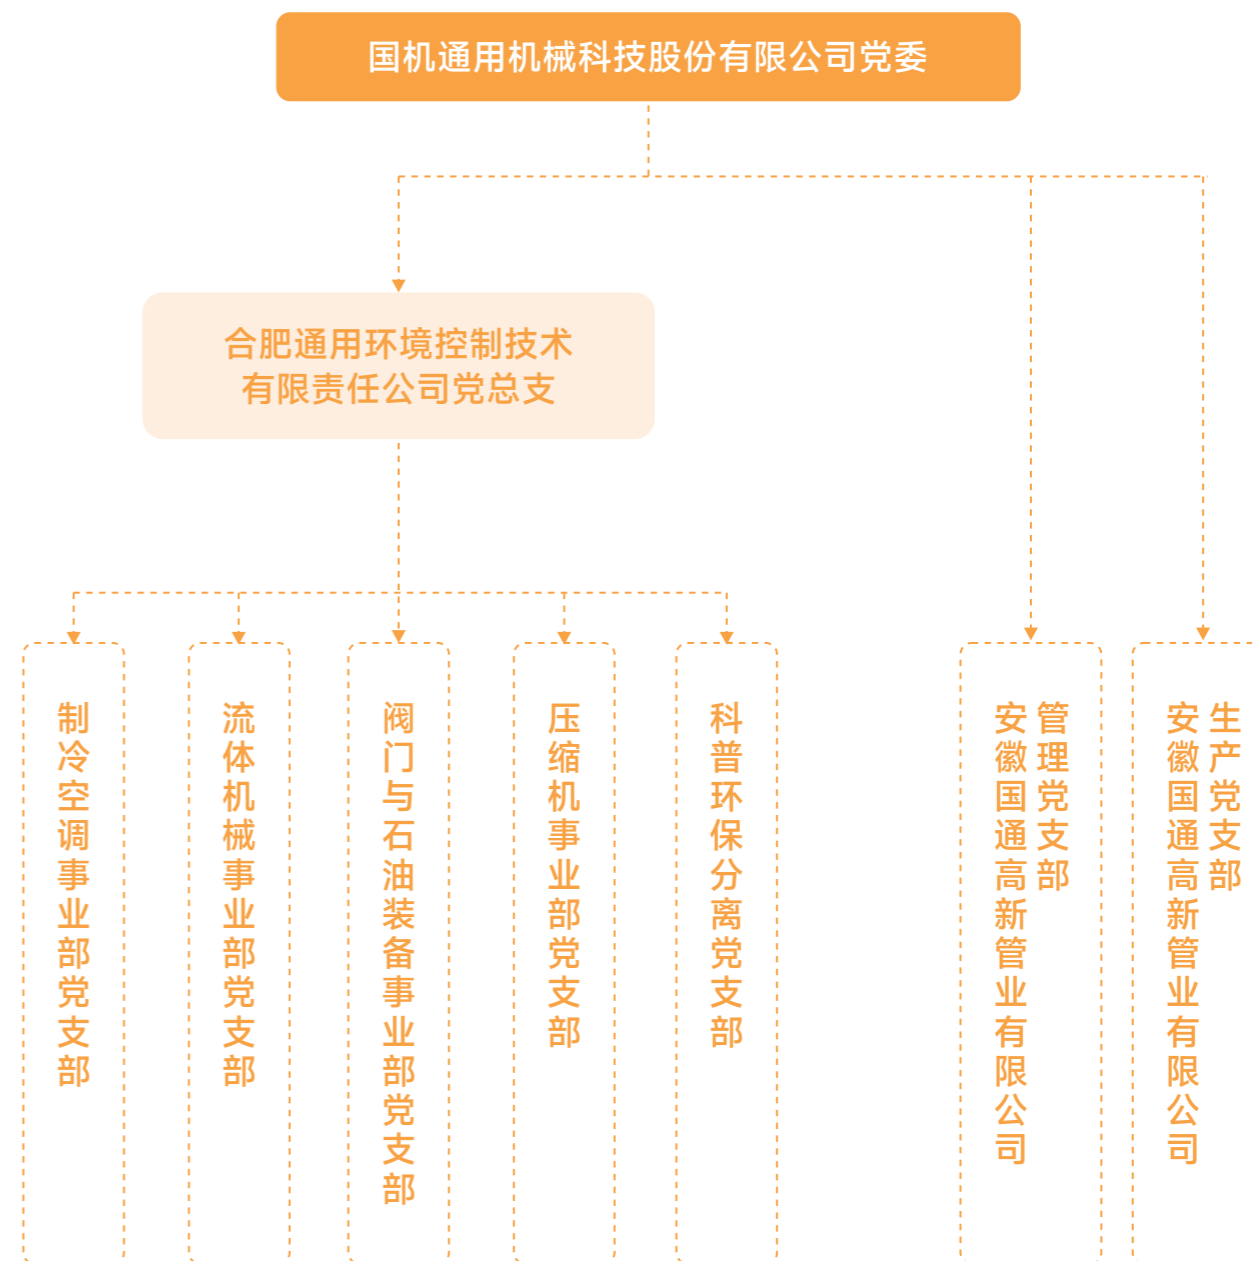 国机通用机械科技股份有限公司党委
合肥通用环境控制技术
有限责任公司党总支
制冷空调事业部党支部
流体机械事业部党支部
阀门与石油装备事业部党支部
压缩机事业部党支部
科普环保分离党支部
安徽国通高新管业有限公司
管理党支部
安徽国通高新管业有限公司
生产党支部